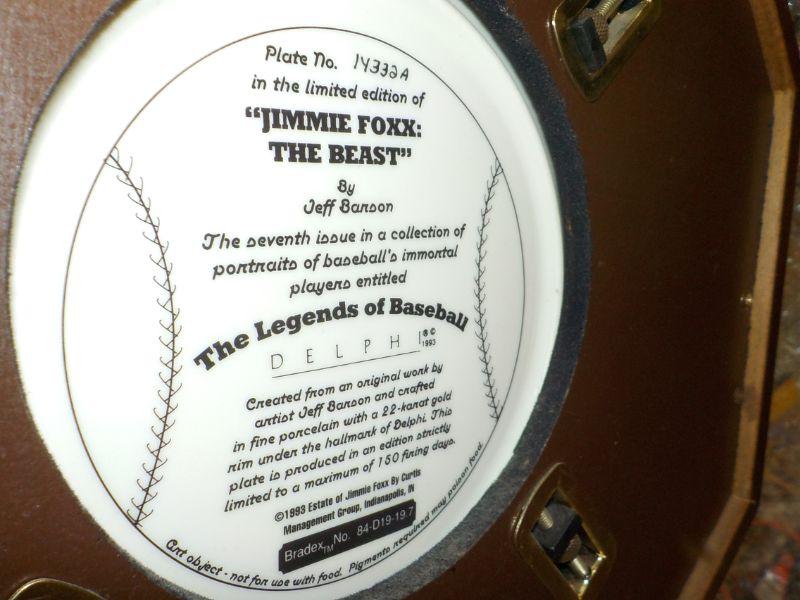 Plate No. 14332A
in the limited edition of
"JIMMIE FOXX:
THE BEAST"
By
Jeff Barson
The seventh issue in a collection of
portraits of baseball's immortal
players entitled
The Legends of Baseball
DELPHI ®©
1993
Created from an original work by
artist Jeff Barson and crafted
in fine porcelain with a 22-karat gold
rim under the hallmark of Delphi. This
plate is produced in an edition strictly
limited to a maximum of 150 firing days.
©1993 Estate of Jimmie Foxx By Curtis
Management Group, Indianapolis, IN
Bradex TM No. 84-D19-19.7
Art object - not for use with food. Pigments required may poison food.